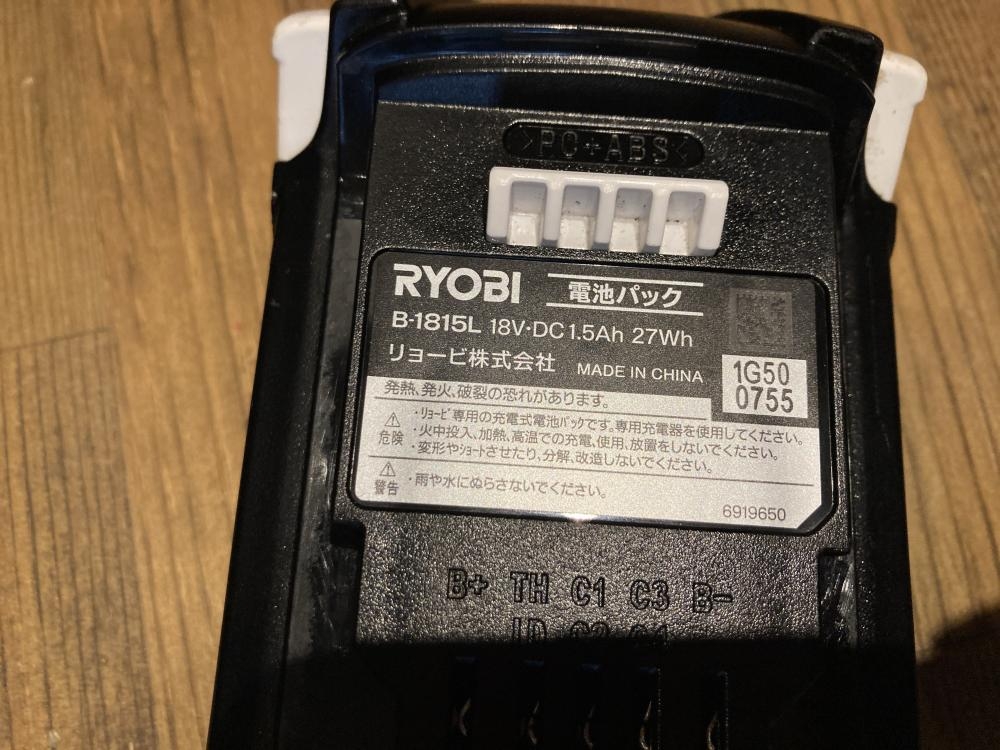 >PC+ABS<
RYOBI 電池パック
B-1815L 18V·DC 1.5Ah 27Wh
リョービ株式会社 MADE IN CHINA
1G50
0755
発熱、発火、破裂の恐れがあります。
危険
・リョービ専用の充電式電池パックです。専用充電器を使用してください。
・火中投入、加熱、高温での充電、使用、放置をしないでください。
・変形やショートさせたり、分解、改造しないでください。
警告
・雨や水にぬらさないでください。
6919650
B+ TH C1 C3 B-